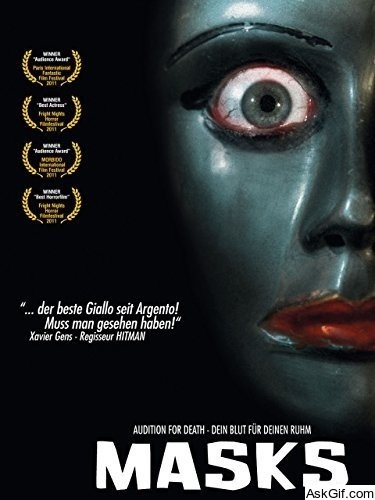 WINNER
"Audience Award"
Paris International
Fantastic
Film Festival
2011
WINNER
"Best Actress"
Fright Nights
Horror
Filmfestival
2011
WINNER
"Audience Award"
MORBIDO
International
Film Festival
2011
WINNER
"Best Horrorfilm"
Fright Nights
Horror
Filmfestival
2011
"... der beste Giallo seit Argento!
Muss man gesehen haben!"
Xavier Gens - Regisseur HITMAN
AUDITION FOR DEATH - DEIN BLUT FÜR DEINEN RUHM
MASKS
AskGif.com